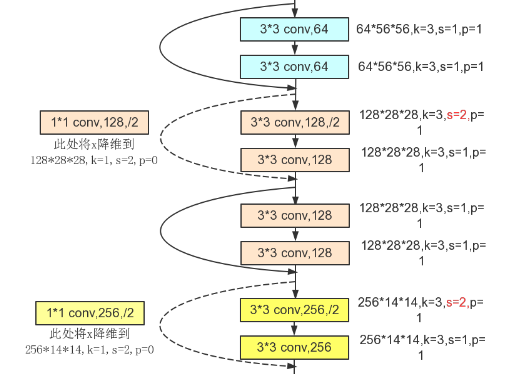 3*3 conv,64
64*56*56,k=3,s=1,p=1
3*3 conv,64
64*56*56,k=3,s=1,p=1
1*1 conv,128,/2
此处将x降维到
128*28*28,k=1,s=2,p=0
3*3 conv,128,/2
128*28*28,k=3,s=2,p=
1
3*3 conv,128
128*28*28,k=3,s=1,p=
1
3*3 conv,128
128*28*28,k=3,s=1,p=
1
3*3 conv,128
128*28*28,k=3,s=1,p=
1
1*1 conv,256,/2
此处将x降维到
256*14*14,k=1,s=2,p=0
3*3 conv,256,/2
256*14*14,k=3,s=2,p=
1
3*3 conv,256
256*14*14,k=3,s=1,p=
1